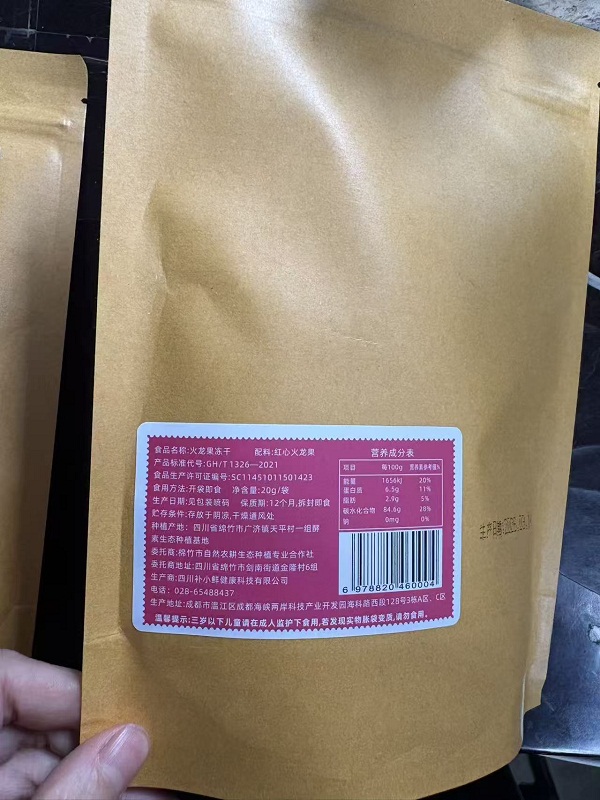 食品名称:火龙果冻干 配料:红心火龙果
产品标准代号:GH/T1326—2021
食品生产许可证编号:SC11451011501423
食用方法:开袋即食 净含量:20g/袋
生产日期:见包装喷码 保质期:12个月,拆封即食
贮存条件:存放于阴凉,干燥通风处
种植产地：四川省绵竹市广济镇天平村一组酵
素生态种植基地
委托商:棉竹市自然农耕生态种植专业合作社
委托商地址:四川省绵竹市剑南街道金隄村6组
生产商:四川补小鲜健康科技有限公司
电话：028-65488437
生产地址:成都市温江区成都海峡两岸科技产业开发园海科路西段128号3栋A区、C区
温馨提示:三岁以下儿童请在成人监护下食用,若发现实物胀袋变质,请勿食用。
营养成分表
项目 每100g 营养素参考值%
能量 1656kJ 20%
蛋白质 6.5g 11%
脂肪 2.9g 5%
碳水化合物 84.6g 28%
钠 0mg 0%
6 978820 460004
生产日期:2025.03